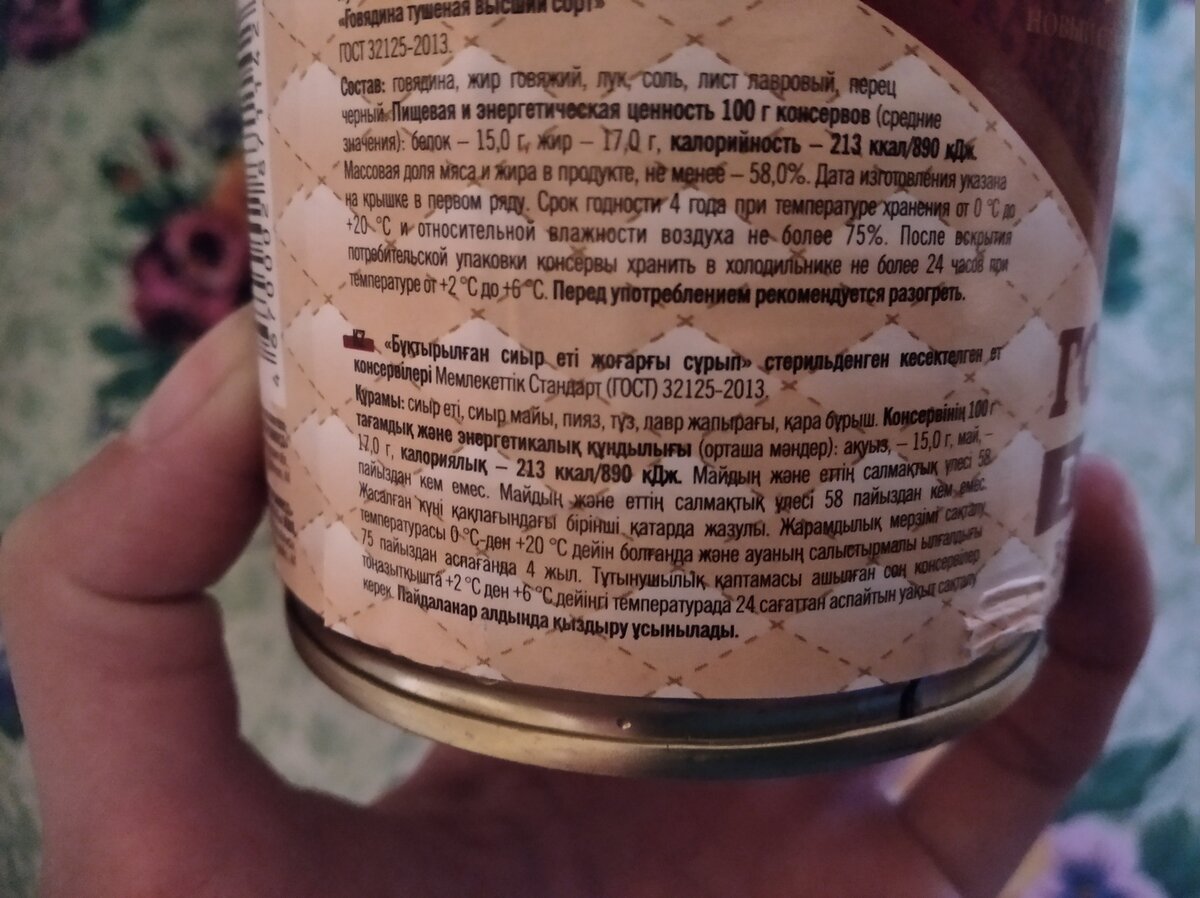 «Говядина тушеная высший сорт»
ГОСТ 32125-2013.
Состав: говядина, жир говяжий, лук, соль, лист лавровый, перец
черный. Пищевая и энергетическая ценность 100 г консервов (средние
значения): белок – 15,0 г, жир – 17,0 г, калорийность – 213 ккал/890 кДж.
Массовая доля мяса и жира в продукте, не менее – 58,0%. Дата изготовления указана
на крышке в первом ряду. Срок годности 4 года при температуре хранения от 0 °С до
+20 °С и относительной влажности воздуха не более 75%. После вскрытия
потребительской упаковки консервы хранить в холодильнике не более 24 часов при
температуре от +2 °С до +6 °С. Перед употреблением рекомендуется разогреть.
KZ «Бұқтырылған сиыр еті жоғарғы сұрып» стерильденген кесектелген ет
консервілері Мемлекеттік Стандарт (ГОСТ) 32125-2013.
Құрамы: сиыр еті, сиыр майы, пияз, тұз, лавр жапырағы, қара бұрыш. Консервінің 100 г
тағамдық және энергетикалық құндылығы (орташа мәндер): ақуыз, – 15,0 г, май, –
17,0 г, калориялық – 213 ккал/890 кДж. Майдың және еттің салмақтық үлесі 58
пайыздан кем емес. Майдың және еттің салмақтық үлесі 58 пайыздан кем емес.
Жасалған күні қақпағындағы бірінші қатарда жазулы. Жарамдылық мерзімі сақталу
температурасы 0 °С-ден +20 °С дейін болғанда және ауаның салыстырмалы ылғалдығы
75 пайыздан аспағанда 4 жыл. Тұтынушылық қаптамасы ашылған соң консервілер
тоңазытқышта +2 °С ден +6 °С дейінгі температурада 24 сағаттан аспайтын уақыт сақталу
керек. Пайдаланар алдында қыздыру ұсынылады.